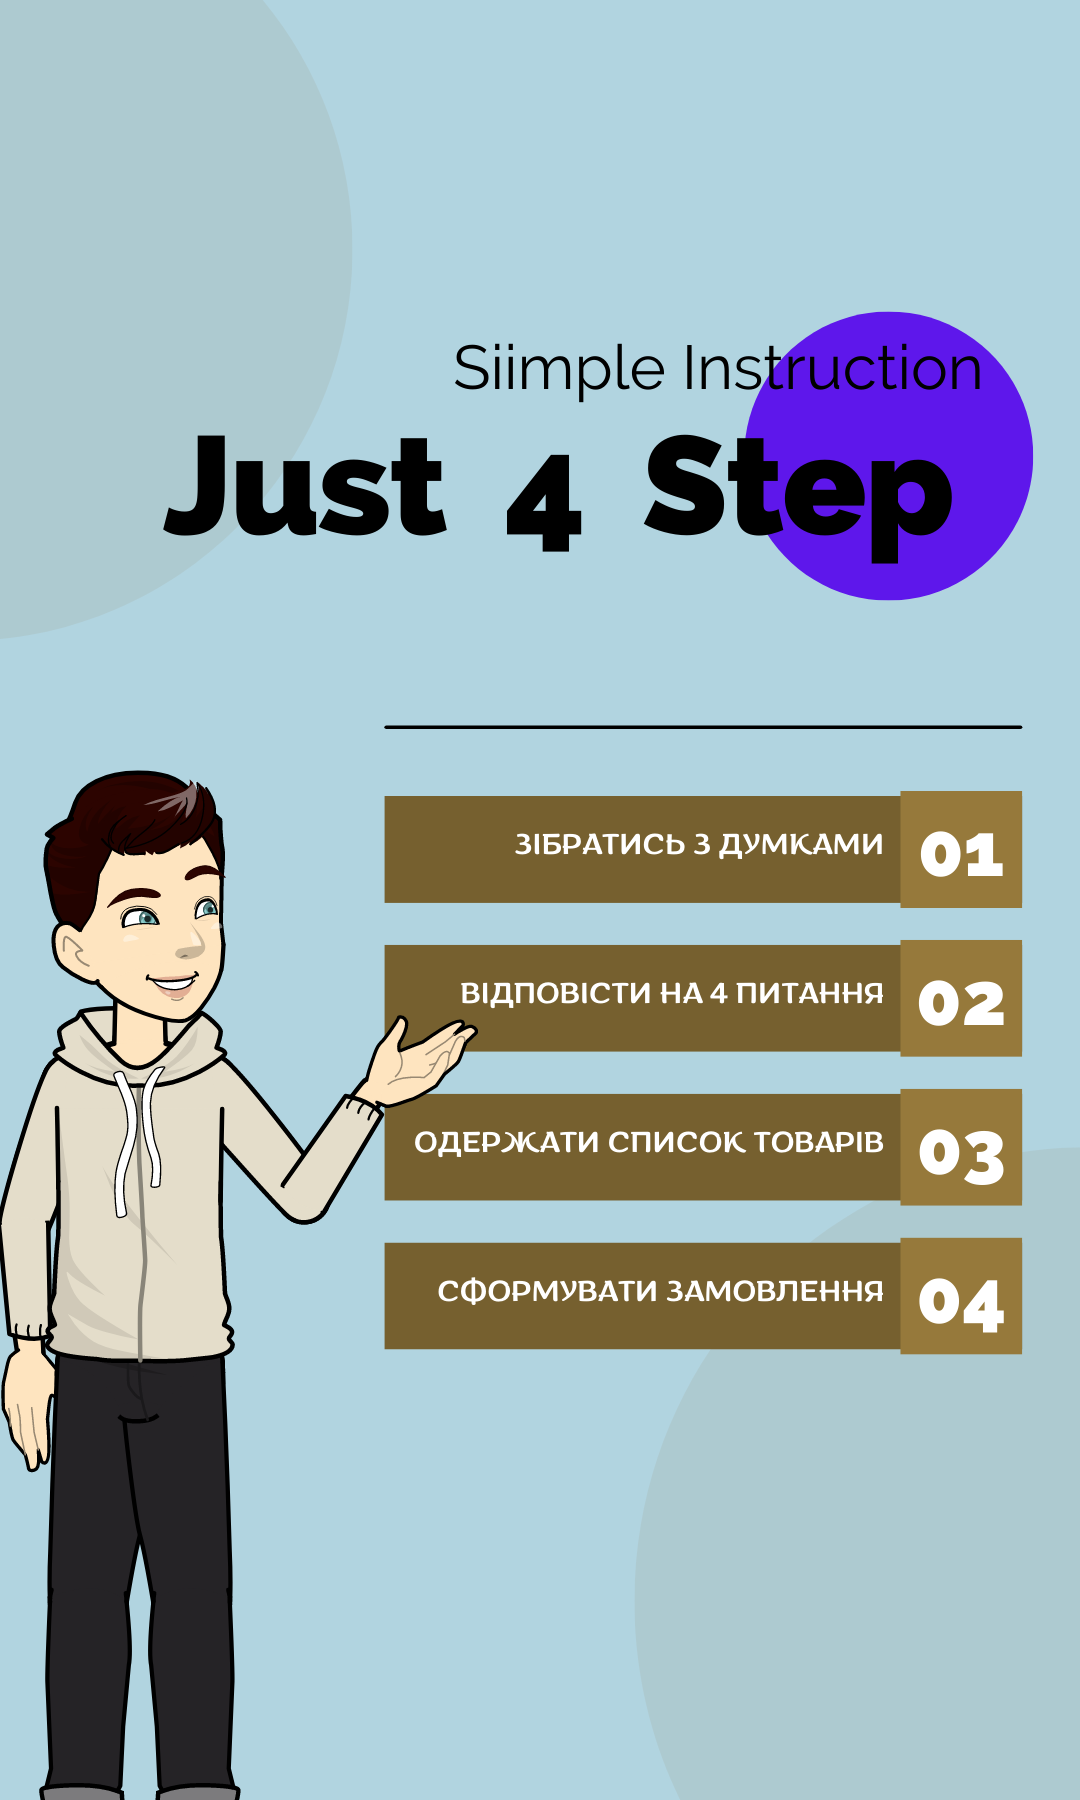 Siimple Instruction
Just 4 Step
ЗІБРАТИСЬ З ДУМКАМИ
01
ВІДПОВІСТИ НА 4 ПИТАННЯ
02
ОДЕРЖАТИ СПИСОК ТОВАРІВ
03
СФОРМУВАТИ ЗАМОВЛЕННЯ
04